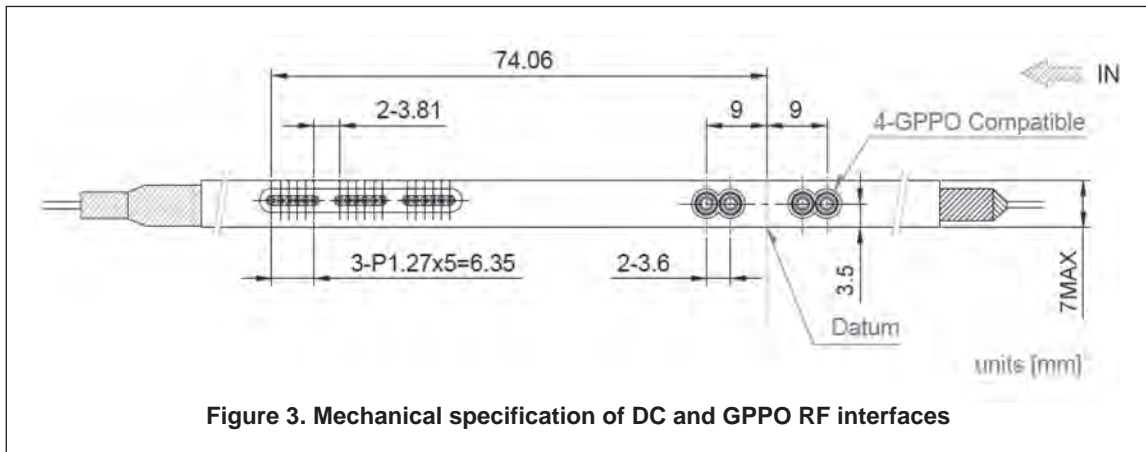 74.06
IN
2-3.81
9
9
4-GPPO Compatible
3-P1.27x5=6.35
2-3.6
3.5
7MAX
Datum
units [mm]
Figure 3. Mechanical specification of DC and GPPO RF interfaces